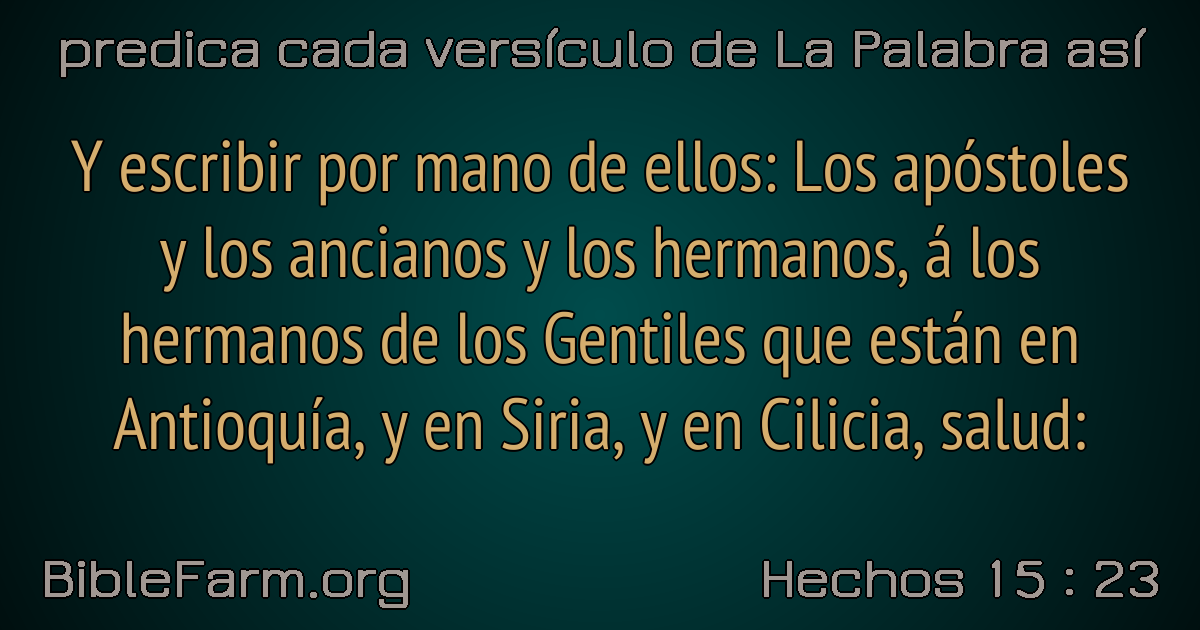 predica cada versículo de La Palabra así
Y escribir por mano de ellos: Los apóstoles
y los ancianos y los hermanos, á los
hermanos de los Gentiles que están en
Antioquía, y en Siria, y en Cilicia, salud:
BibleFarm.org
Hechos 15 : 23